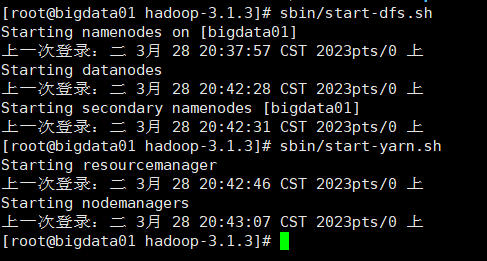 [root@bigdata01 hadoop-3.1.3]# sbin/start-dfs.sh
Starting namenodes on [bigdata01]
上一次登录：二 3月 28 20:37:57 CST 2023pts/0 上
Starting datanodes
上一次登录：二 3月 28 20:42:28 CST 2023pts/0 上
Starting secondary namenodes [bigdata01]
上一次登录：二 3月 28 20:42:31 CST 2023pts/0 上
[root@bigdata01 hadoop-3.1.3]# sbin/start-yarn.sh
Starting resourcemanager
上一次登录：二 3月 28 20:42:46 CST 2023pts/0 上
Starting nodemanagers
上一次登录：二 3月 28 20:43:07 CST 2023pts/0 上
[root@bigdata01 hadoop-3.1.3]#